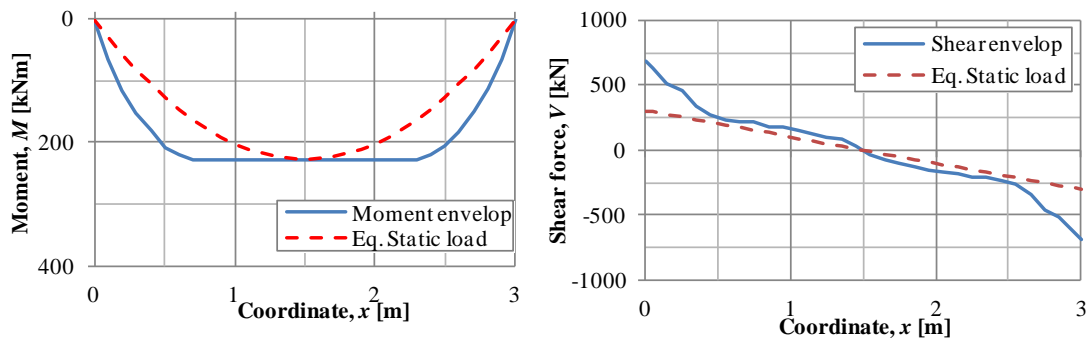 0
200
400
Moment, M [kNm]
Moment envelop
Eq. Static load
0 1 2 3
Coordinate, x [m]
1000
500
0
-500
-1000
Shear force, V [kN]
Shear envelop
Eq. Static load
0 1 2 3
Coordinate, x [m]